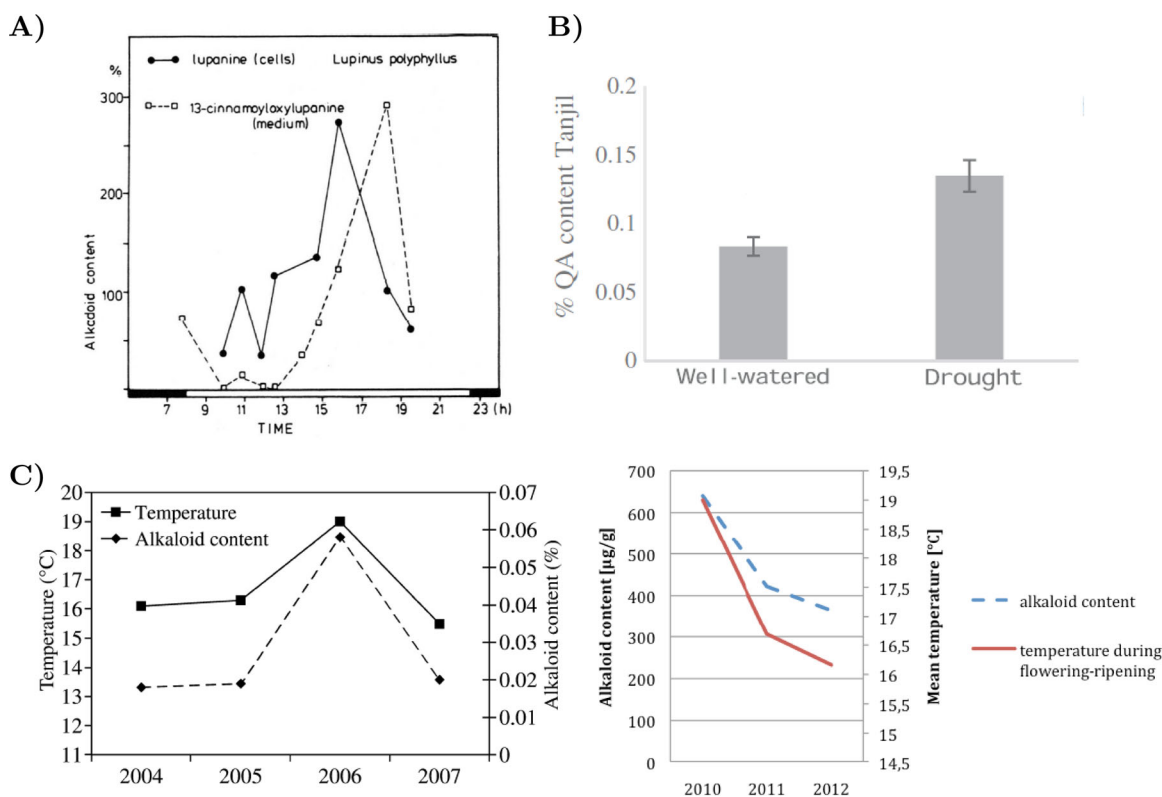 A)
%
lupanine (cells) Lupinus polyphyllus
300
13-cinnamoyloxylupanine
(medium)
200
100
Alkaloid content
7 9 11 13 15 17 19 21 23 (h)
TIME
B)
0.2
0.15
0.1
0.05
0
% QA content Tanjil
Well-watered Drought
C)
20
19
18
17
16
15
14
13
12
11
Temperature (°C)
Temperature
Alkaloid content
0.07
0.06
0.05
0.04
0.03
0.02
0.01
0
Alkaloid content (%)
2004 2005 2006 2007
700
600
500
400
300
200
100
0
Alkaloid content [µg/g]
19,5
19
18,5
18
17,5
17
16,5
16
15,5
15
14,5
Mean temperature [°C]
2010 2011 2012
alkaloid content
temperature during
flowering-ripening